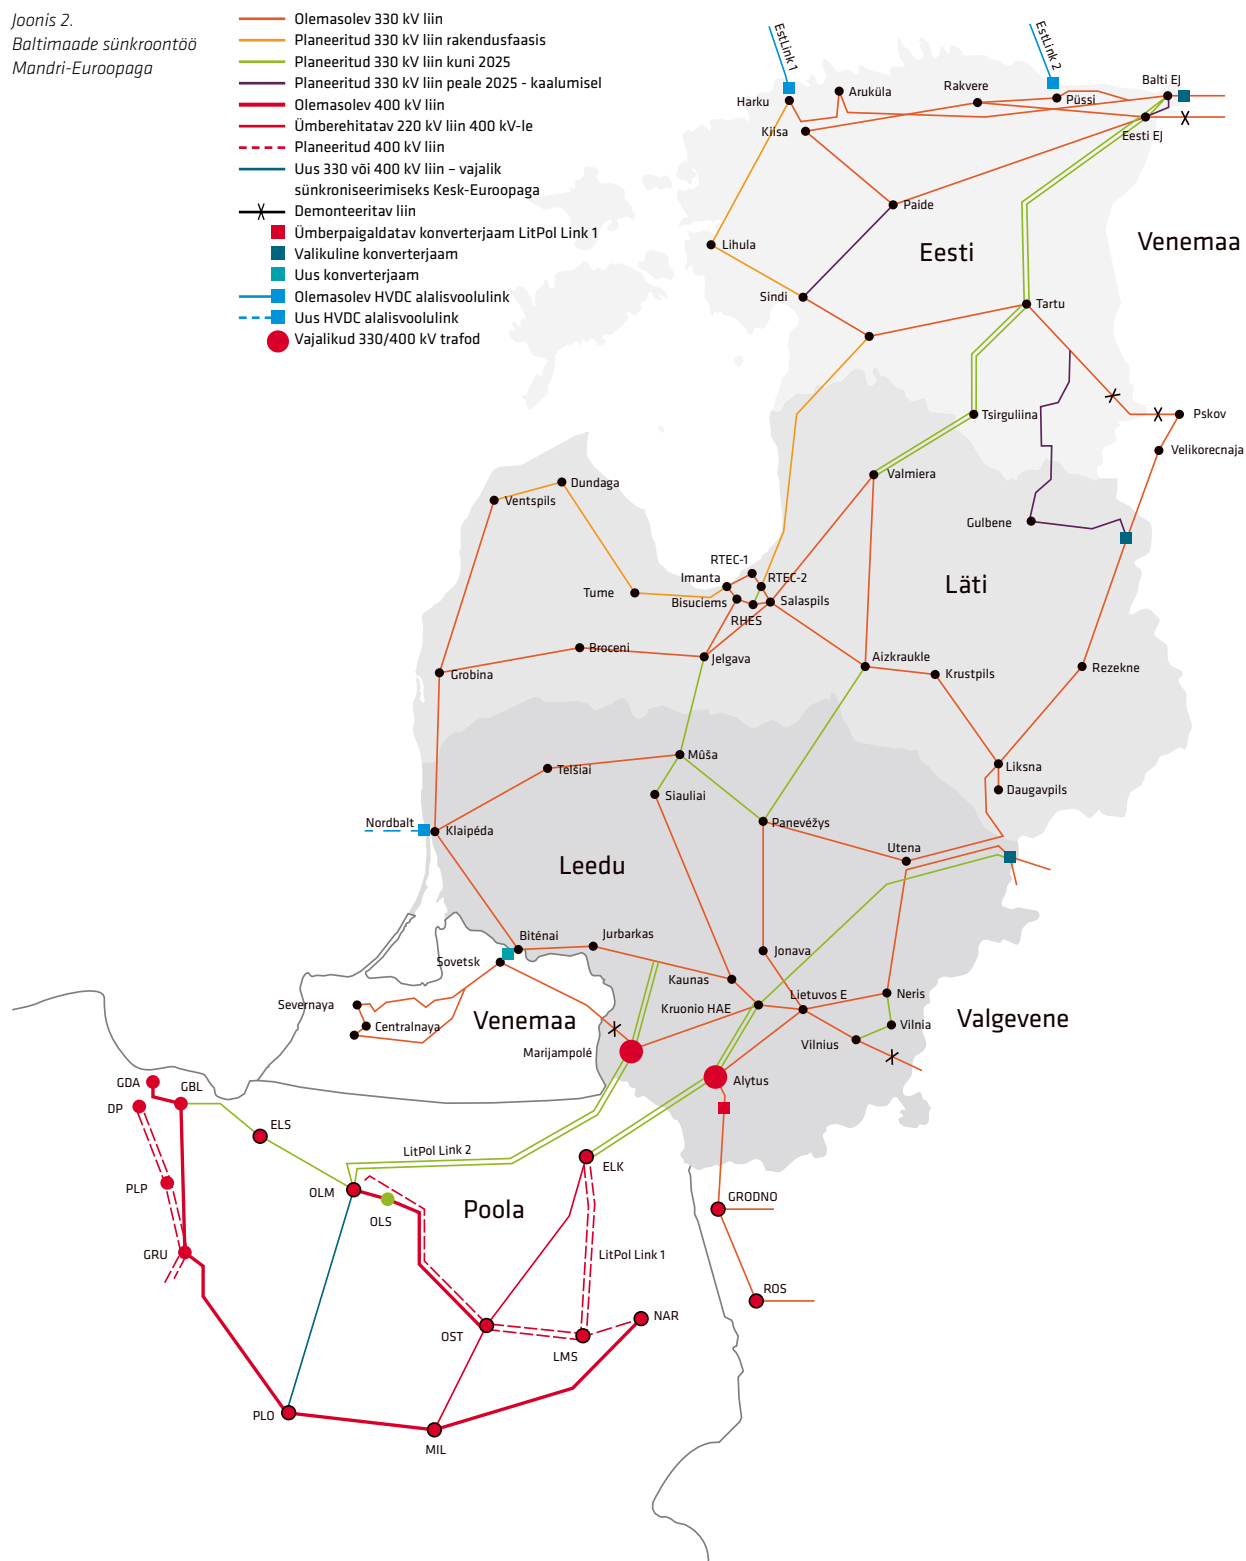 Joonis 2.
Baltimaade sünkroontöö
Mandri-Euroopaga
Olemasolev 330 kV liin
Planeeritud 330 kV liin rakendusfaasis
Planeeritud 330 kV liin kuni 2025
Planeeritud 330 kV liin peale 2025 - kaalumisel
Olemasolev 400 kV liin
Ümberehitatav 220 kV liin 400 kV-le
Planeeritud 400 kV liin
Uus 330 või 400 kV liin – vajalik
sünkroniseerimiseks Kesk-Euroopaga
Demonteeritav liin
Ümberpaigaldatav konverterjaam LitPol Link 1
Valikuline konverterjaam
Uus konverterjaam
Olemasolev HVDC alalisvoolulink
Uus HVDC alalisvoolulink
Vajalikud 330/400 kV trafod
EstLink 1
EstLink 2
Harku
Aruküla
Rakvere
Püssi
Balti EJ
Kiisa
Eesti EJ
Paide
Lihula
Eesti
Venemaa
Sindi
Tartu
Tsirguliina
Pskov
Velikorecnaja
Valmiera
Dundaga
Ventspils
Gulbene
RTEC-1
Imanta
RTEC-2
Tume
Bisuciems
Salaspils
RHES
Läti
Broceni
Jelgava
Aizkraukle
Krustpils
Rezekne
Grobina
Mûša
Telšiai
Liksna
Daugavpils
Siauliai
Nordbalt
Klaipéda
Panevéžys
Utena
Leedu
Biténai
Jurbarkas
Jonava
Sovetsk
Kaunas
Lietuvos E
Neris
Severnaya
Kruonio HAE
Venemaa
Valgevene
Centralnaya
Vilnia
Vilnius
Marijampolé
Alytus
GDA
GBL
DP
ELS
LitPol Link 2
ELK
PLP
OLM
OLS
Poola
GRODNO
GRU
LitPol Link 1
ROS
NAR
OST
LMS
PLO
MIL